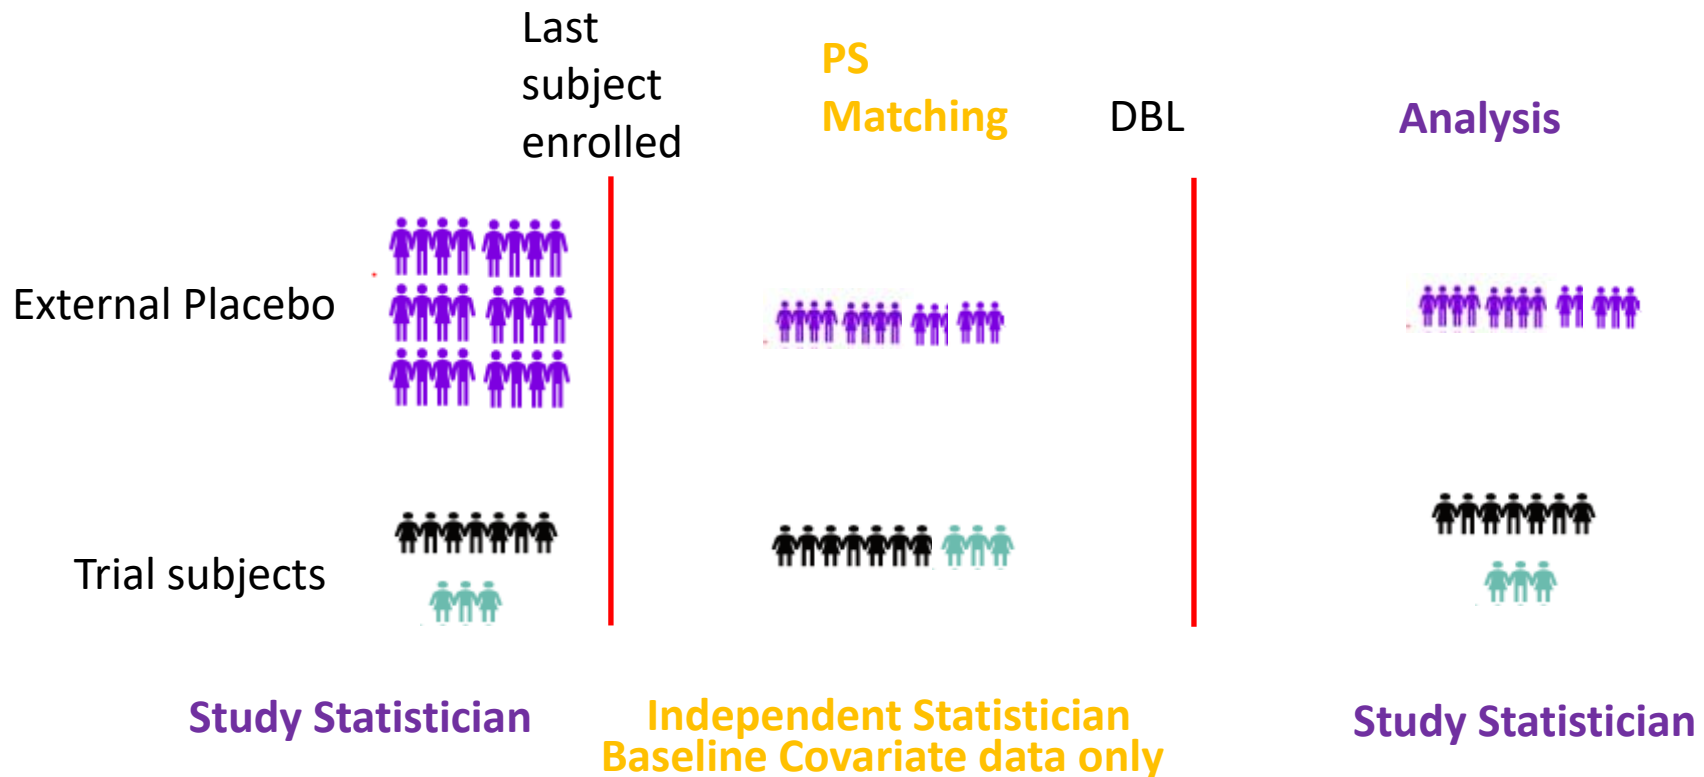 Last
subject
enrolled
PS
Matching
DBL
Analysis
External Placebo
Trial subjects
Study Statistician
Independent Statistician
Baseline Covariate data only
Study Statistician